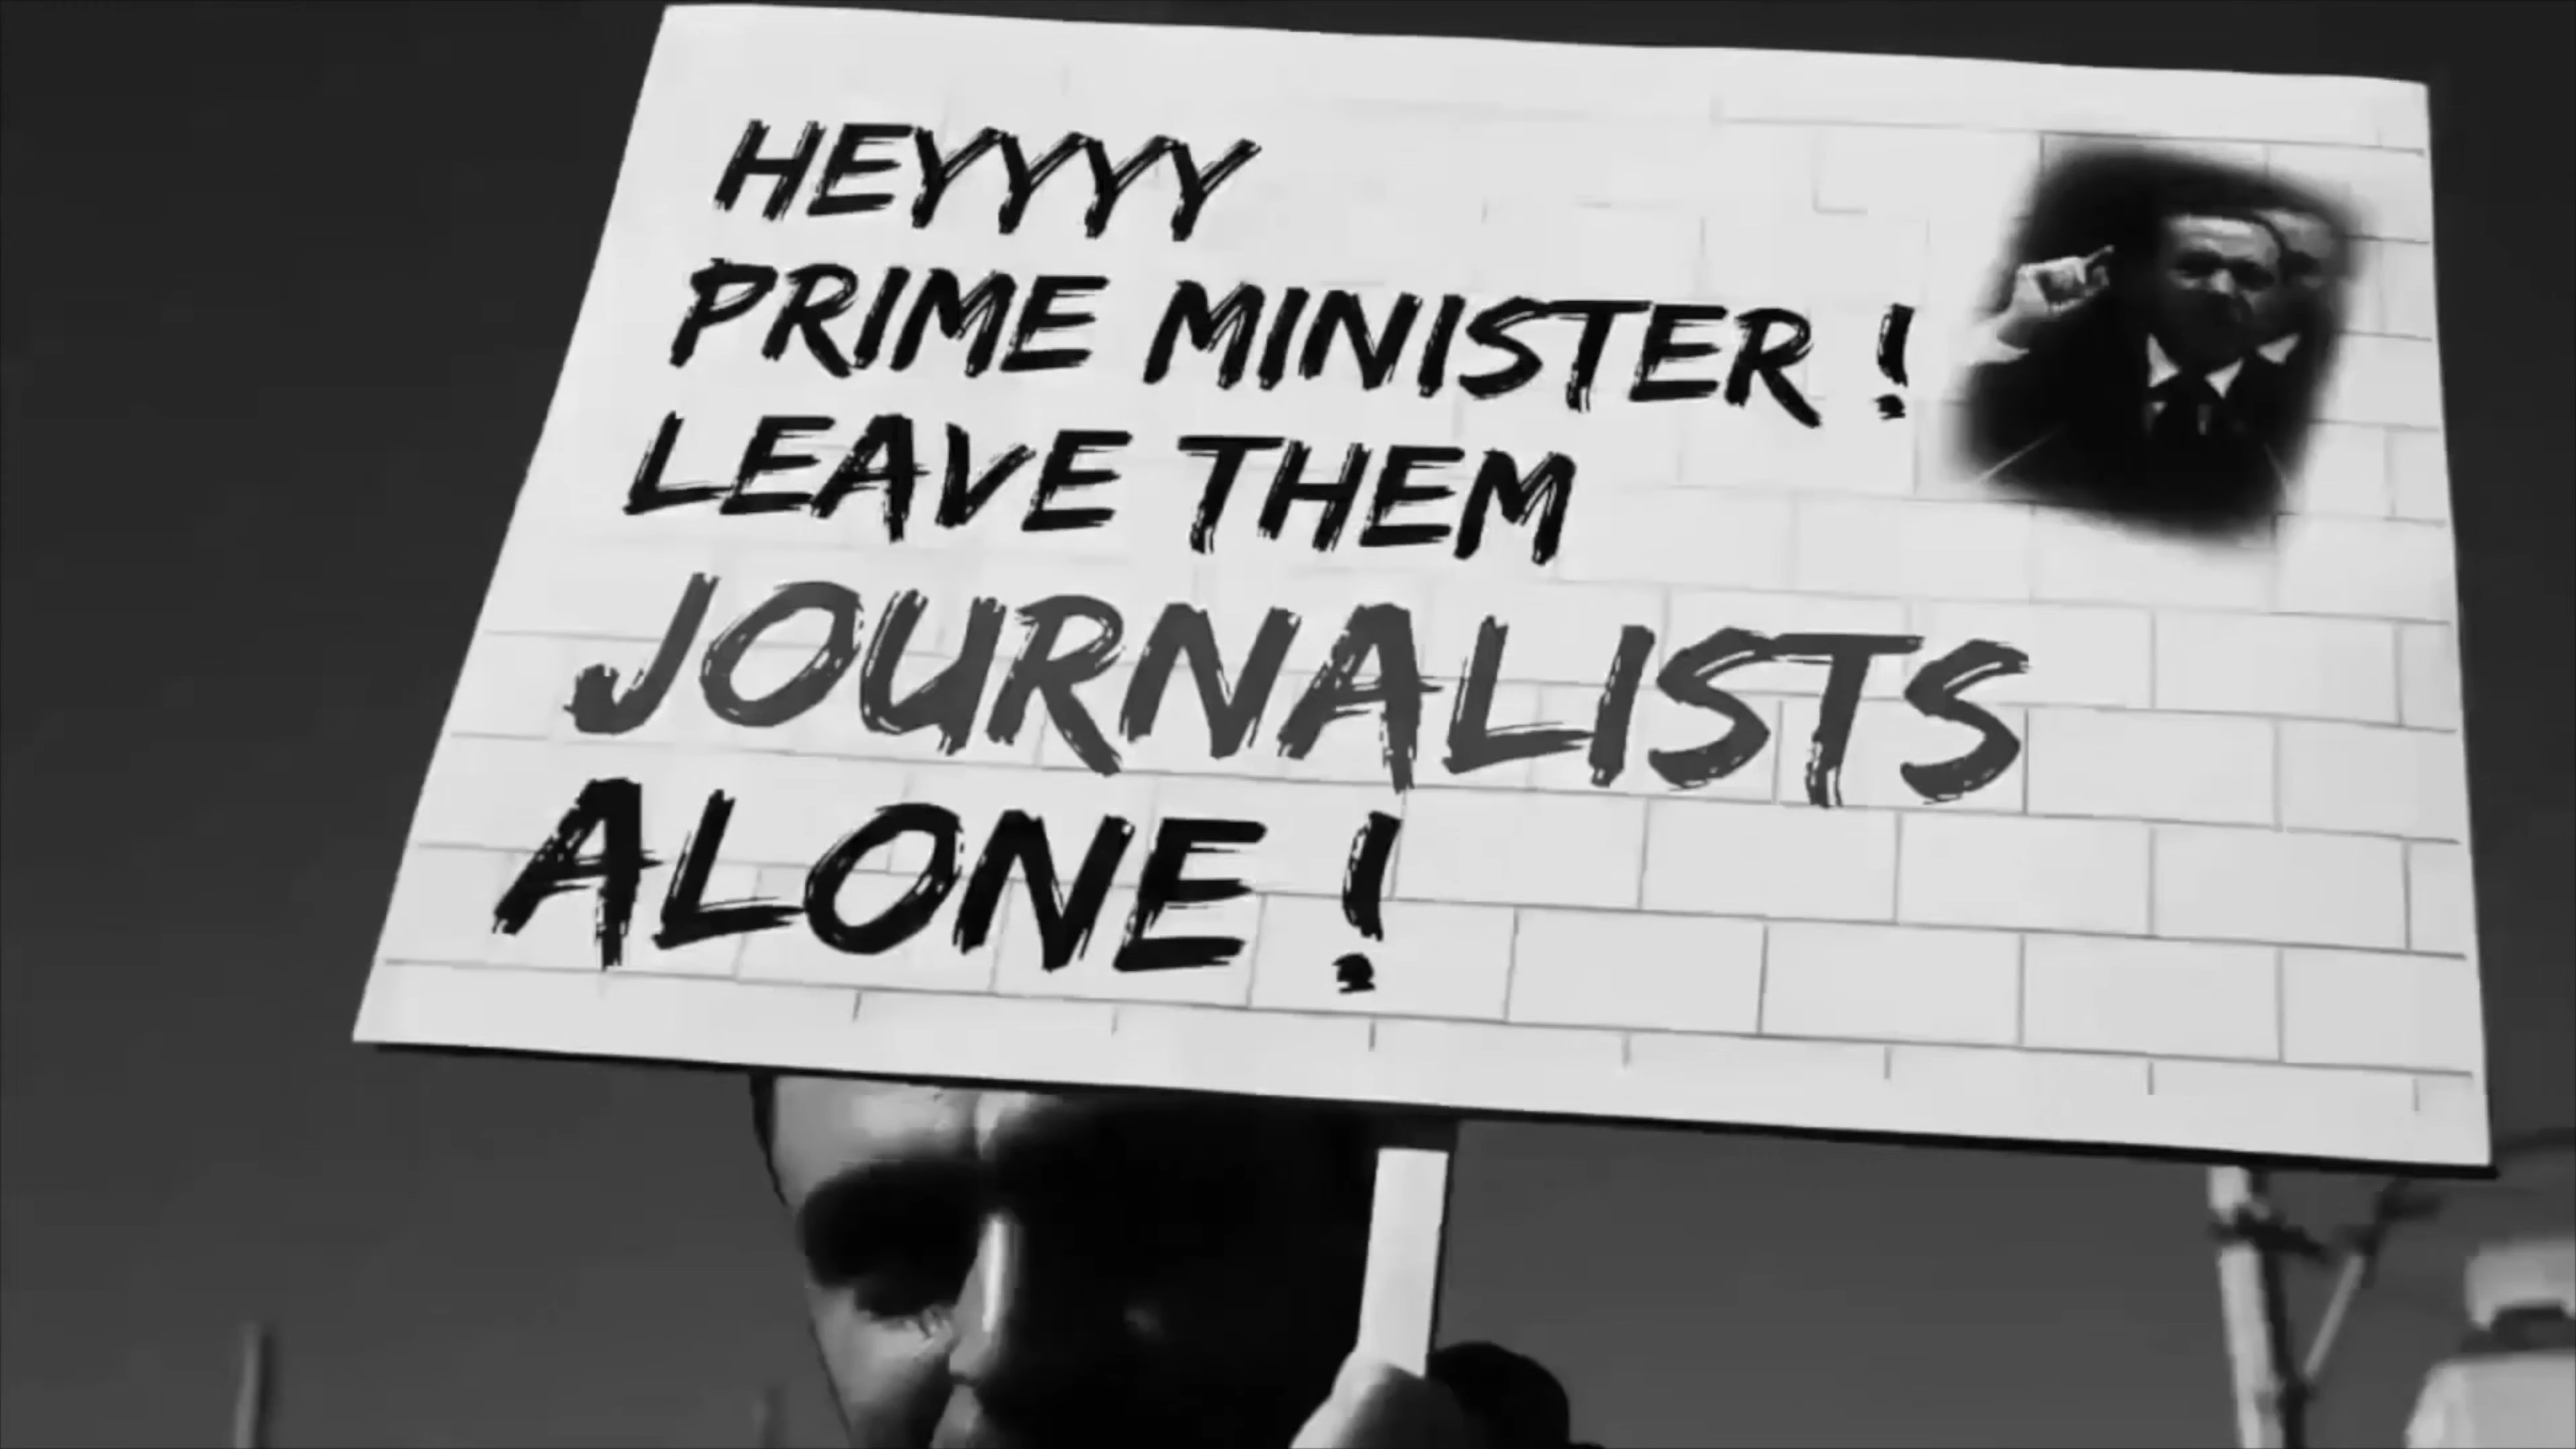 HEYYYY
PRIME MINISTER !
LEAVE THEM
JOURNALISTS
ALONE !